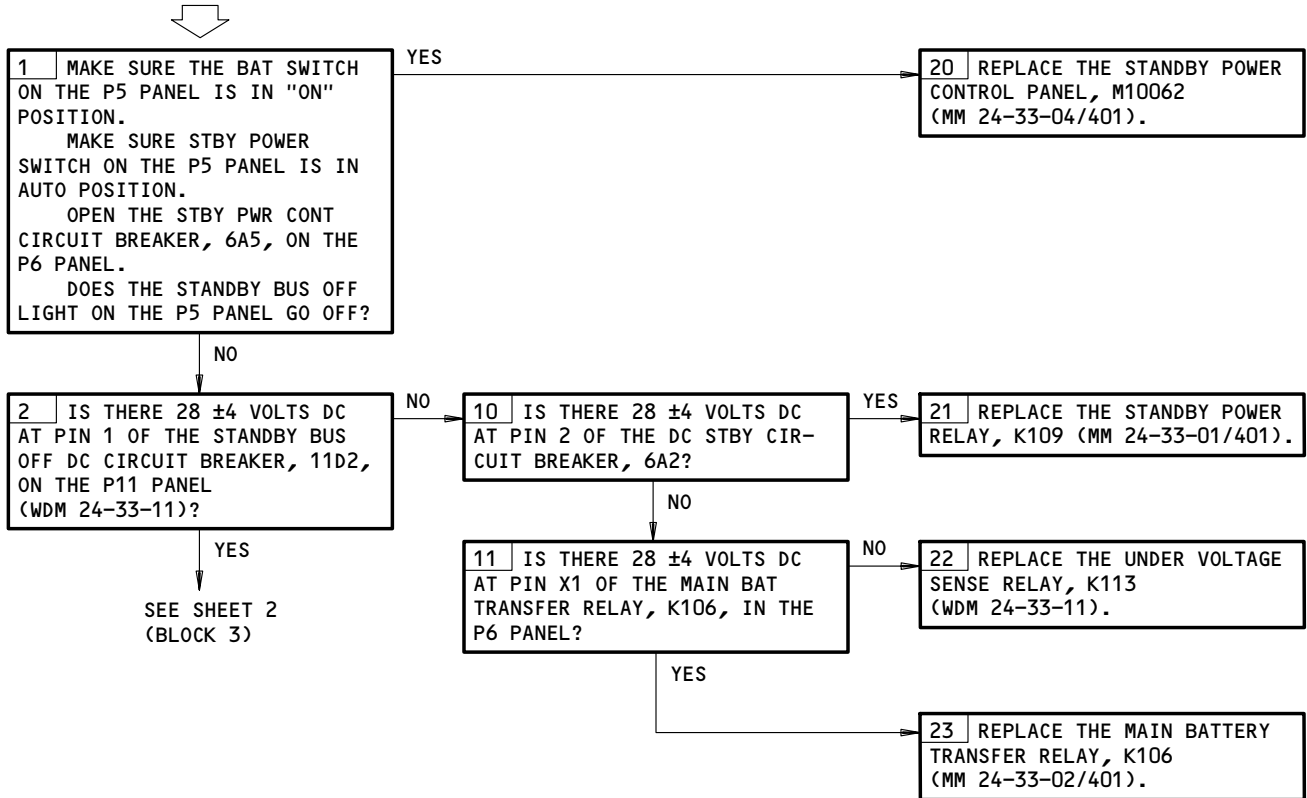 1 MAKE SURE THE BAT SWITCH
ON THE P5 PANEL IS IN "ON"
POSITION.
MAKE SURE STBY POWER
SWITCH ON THE P5 PANEL IS IN
AUTO POSITION.
OPEN THE STBY PWR CONT
CIRCUIT BREAKER, 6A5, ON THE
P6 PANEL.
DOES THE STANDBY BUS OFF
LIGHT ON THE P5 PANEL GO OFF?
YES
20 REPLACE THE STANDBY POWER
CONTROL PANEL, M10062
(MM 24-33-04/401).
NO
2 IS THERE 28 ±4 VOLTS DC
AT PIN 1 OF THE STANDBY BUS
OFF DC CIRCUIT BREAKER, 11D2,
ON THE P11 PANEL
(WDM 24-33-11)?
NO
10 IS THERE 28 ±4 VOLTS DC
AT PIN 2 OF THE DC STBY CIR-
CUIT BREAKER, 6A2?
YES
21 REPLACE THE STANDBY POWER
RELAY, K109 (MM 24-33-01/401).
YES
SEE SHEET 2
(BLOCK 3)
NO
11 IS THERE 28 ±4 VOLTS DC
AT PIN X1 OF THE MAIN BAT
TRANSFER RELAY, K106, IN THE
P6 PANEL?
NO
22 REPLACE THE UNDER VOLTAGE
SENSE RELAY, K113
(WDM 24-33-11).
YES
23 REPLACE THE MAIN BATTERY
TRANSFER RELAY, K106
(MM 24-33-02/401).